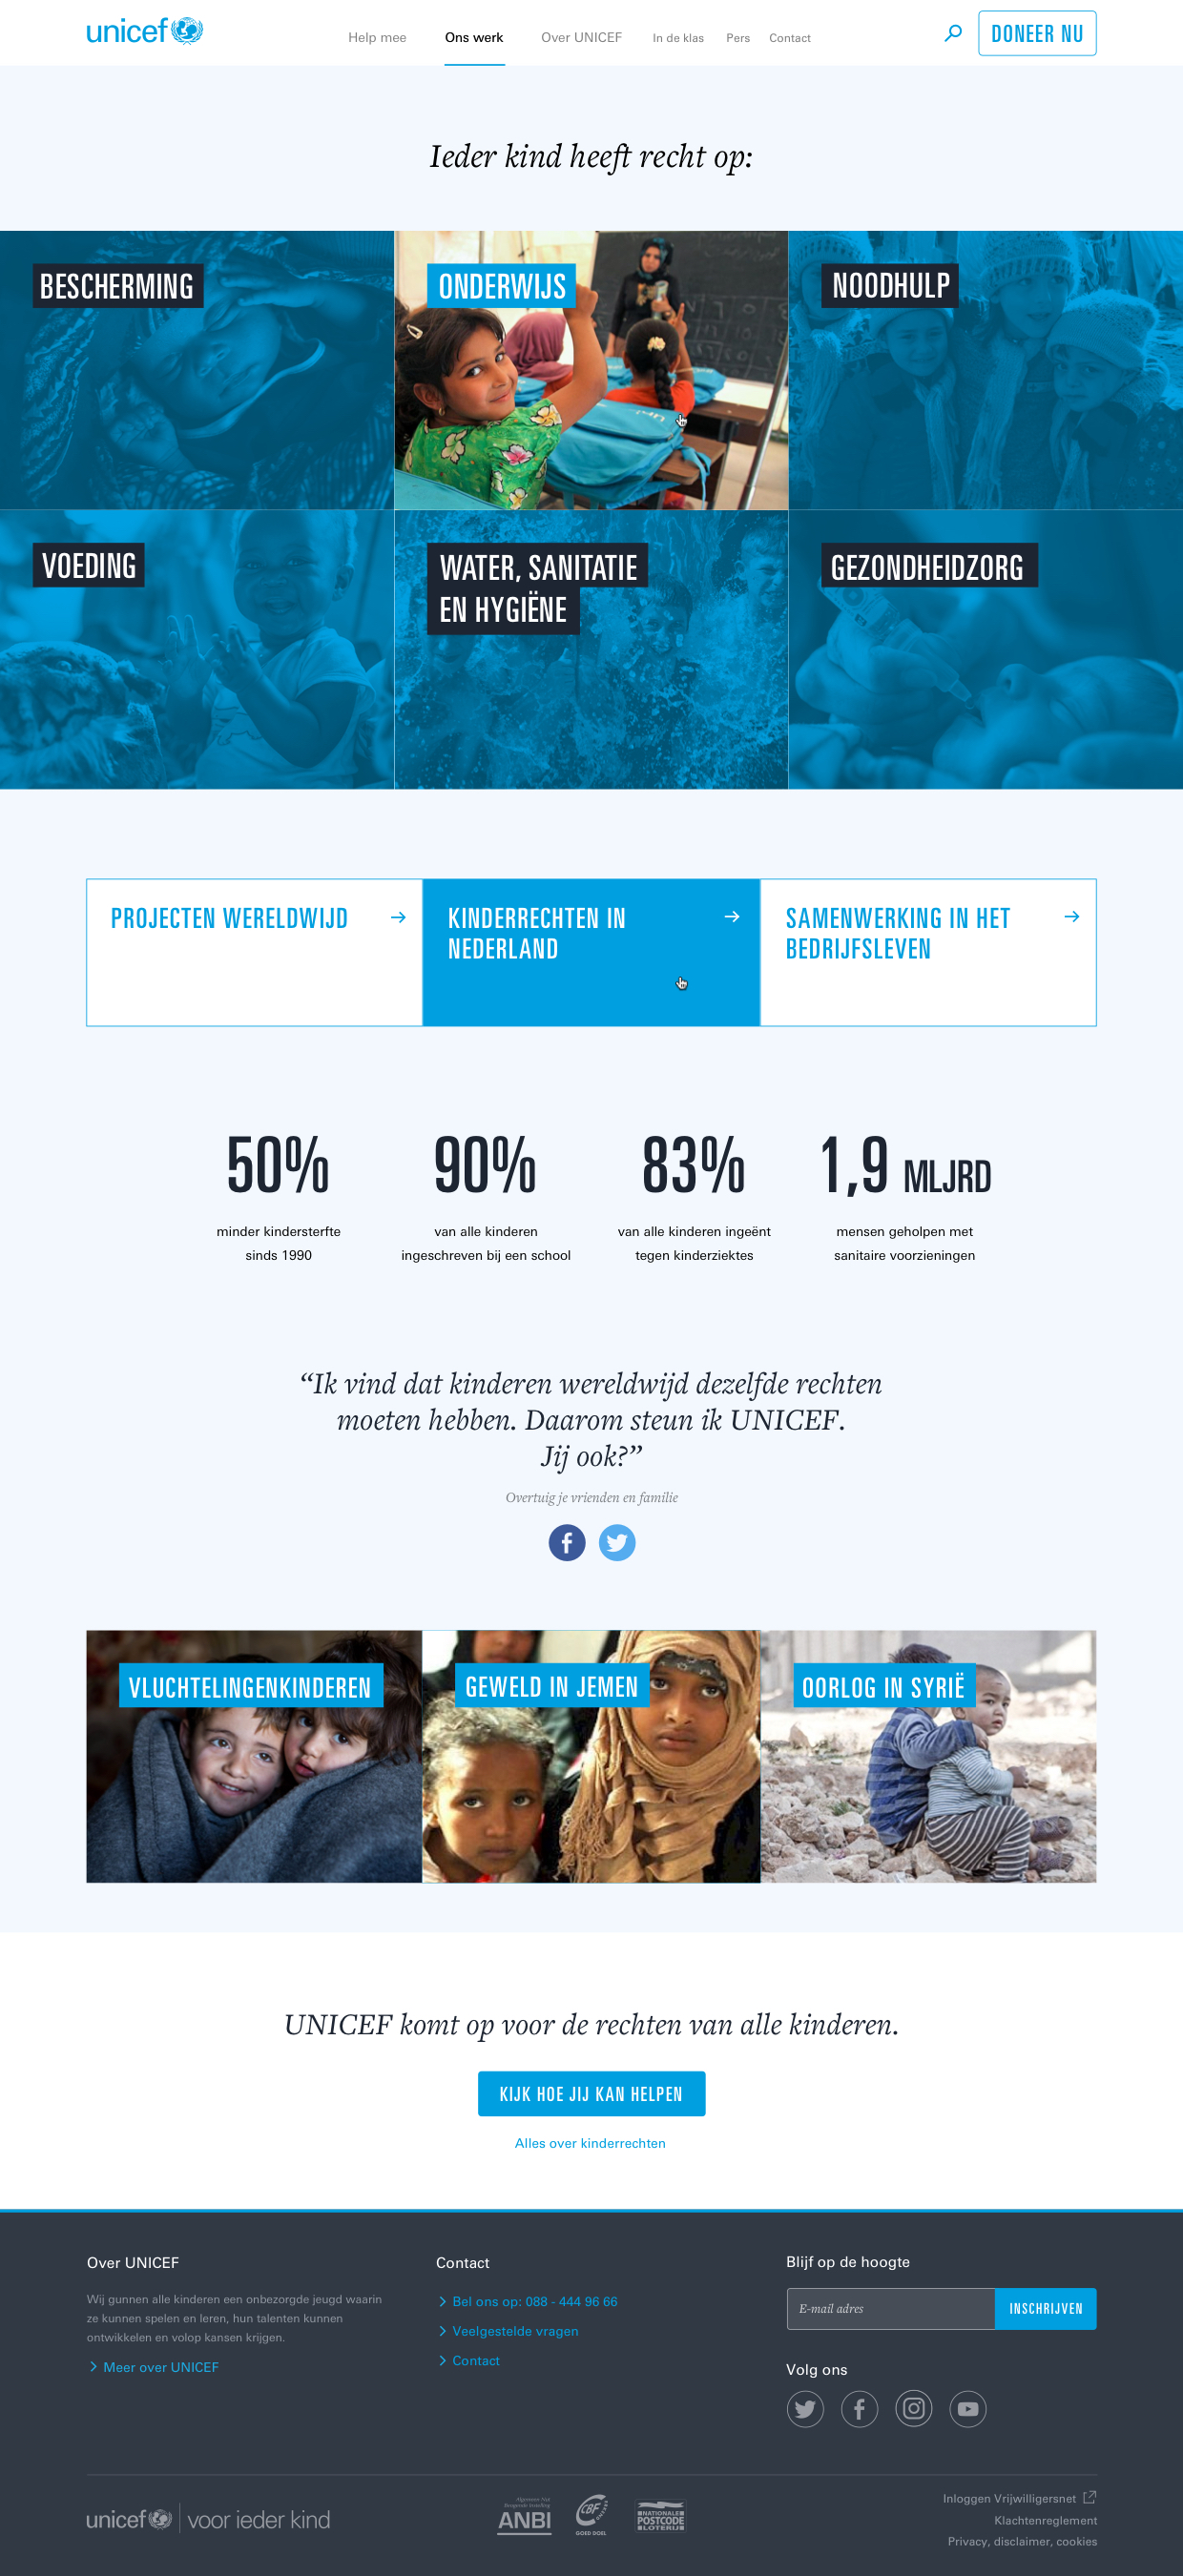 unicef
Help mee
Ons werk
Over UNICEF
In de klas
Pers
Contact
DONEER NU
Ieder kind heeft recht op:
BESCHERMING
ONDERWIJS
NOODHULP
VOEDING
WATER, SANITATIE
EN HYGIËNE
GEZONDHEIDZORG
PROJECTEN WERELDWIJD
KINDERRECHTEN IN
NEDERLAND
SAMENWERKING IN HET
BEDRIJFSLEVEN
50%
minder kindersterfte
sinds 1990
90%
van alle kinderen
ingeschreven bij een school
83%
van alle kinderen ingeënt
tegen kinderziektes
1,9 MLJRD
mensen geholpen met
sanitaire voorzieningen
“Ik vind dat kinderen wereldwijd dezelfde rechten
moeten hebben. Daarom steun ik UNICEF.
Jij ook?”
Overtuig je vrienden en familie
VLUCHTELINGENKINDEREN
GEWELD IN JEMEN
OORLOG IN SYRIË
UNICEF komt op voor de rechten van alle kinderen.
KIJK HOE JIJ KAN HELPEN
Alles over kinderrechten
Over UNICEF
Wij gunnen alle kinderen een onbezorgde jeugd waarin
ze kunnen spelen en leren, hun talenten kunnen
ontwikkelen en volop kansen krijgen.
Meer over UNICEF
Contact
Bel ons op: 088 - 444 96 66
Veelgestelde vragen
Contact
Blijf op de hoogte
E-mail adres
INSCHRIJVEN
Volg ons
unicef voor ieder kind
ANBI
CBF
GOED DOEL
NATIONALE
POSTCODE
LOTERIJ
Inloggen Vrijwilligersnet
Klachtenreglement
Privacy, disclaimer, cookies